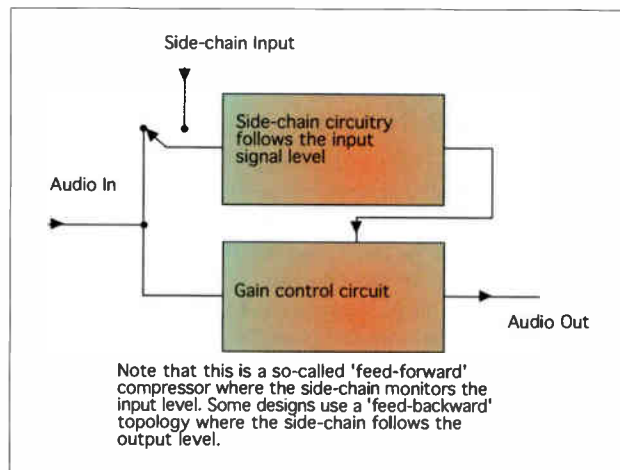 Side-chain Input
Side-chain circuitry
follows the input
signal level
Audio In
Gain control circuit
Audio Out
Note that this is a so-called 'feed-forward'
compressor where the side-chain monitors the
input level. Some designs use a 'feed-backward'
topology where the side-chain follows the
output level.